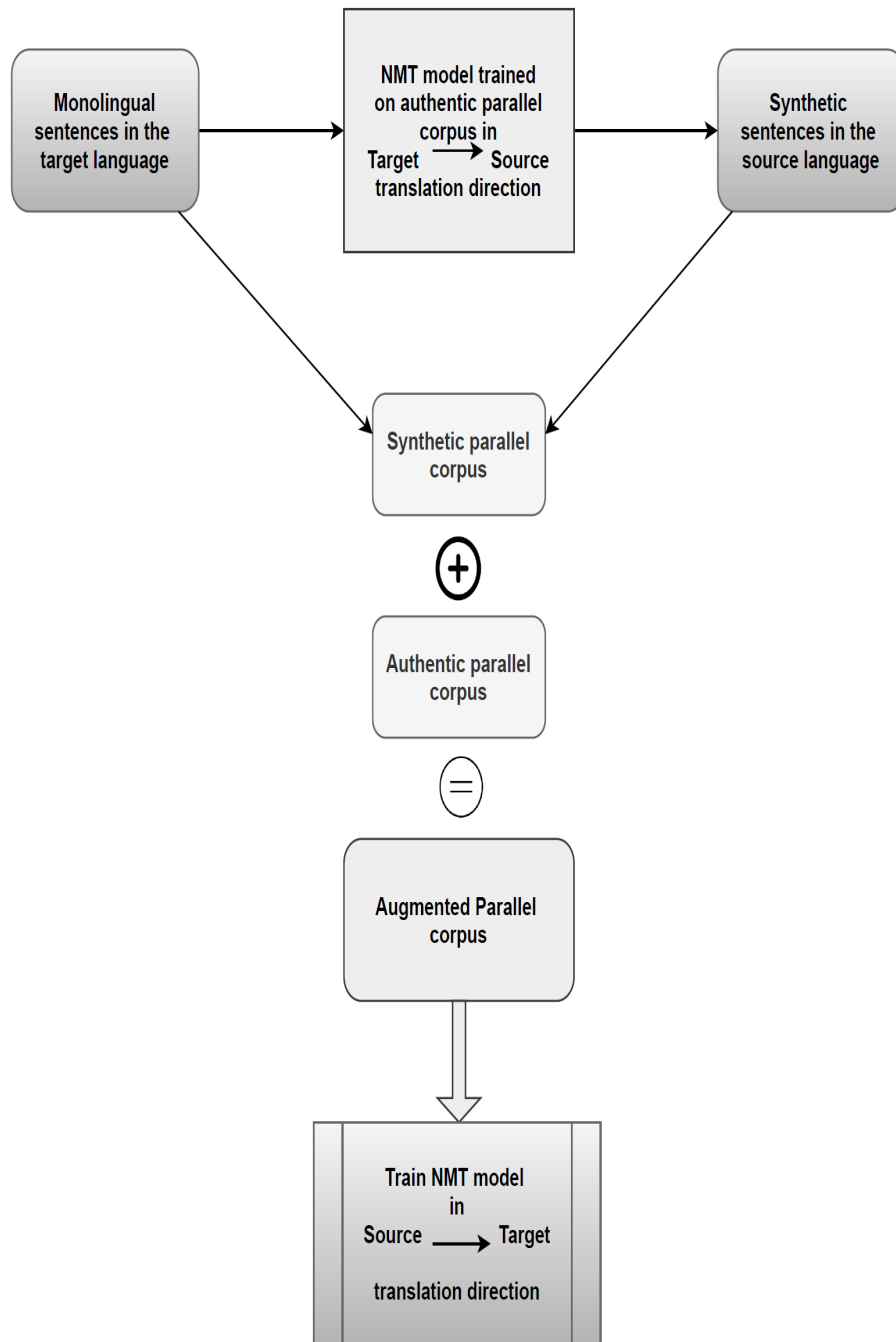 Monolingual
sentences in the
target language
NMT model trained
on authentic parallel
corpus in
Target Source
translation direction
Synthetic
sentences in the
source language
Synthetic parallel
corpus
+
Authentic parallel
corpus
=
Augmented Parallel
corpus
Train NMT model
in
Source Target
translation direction